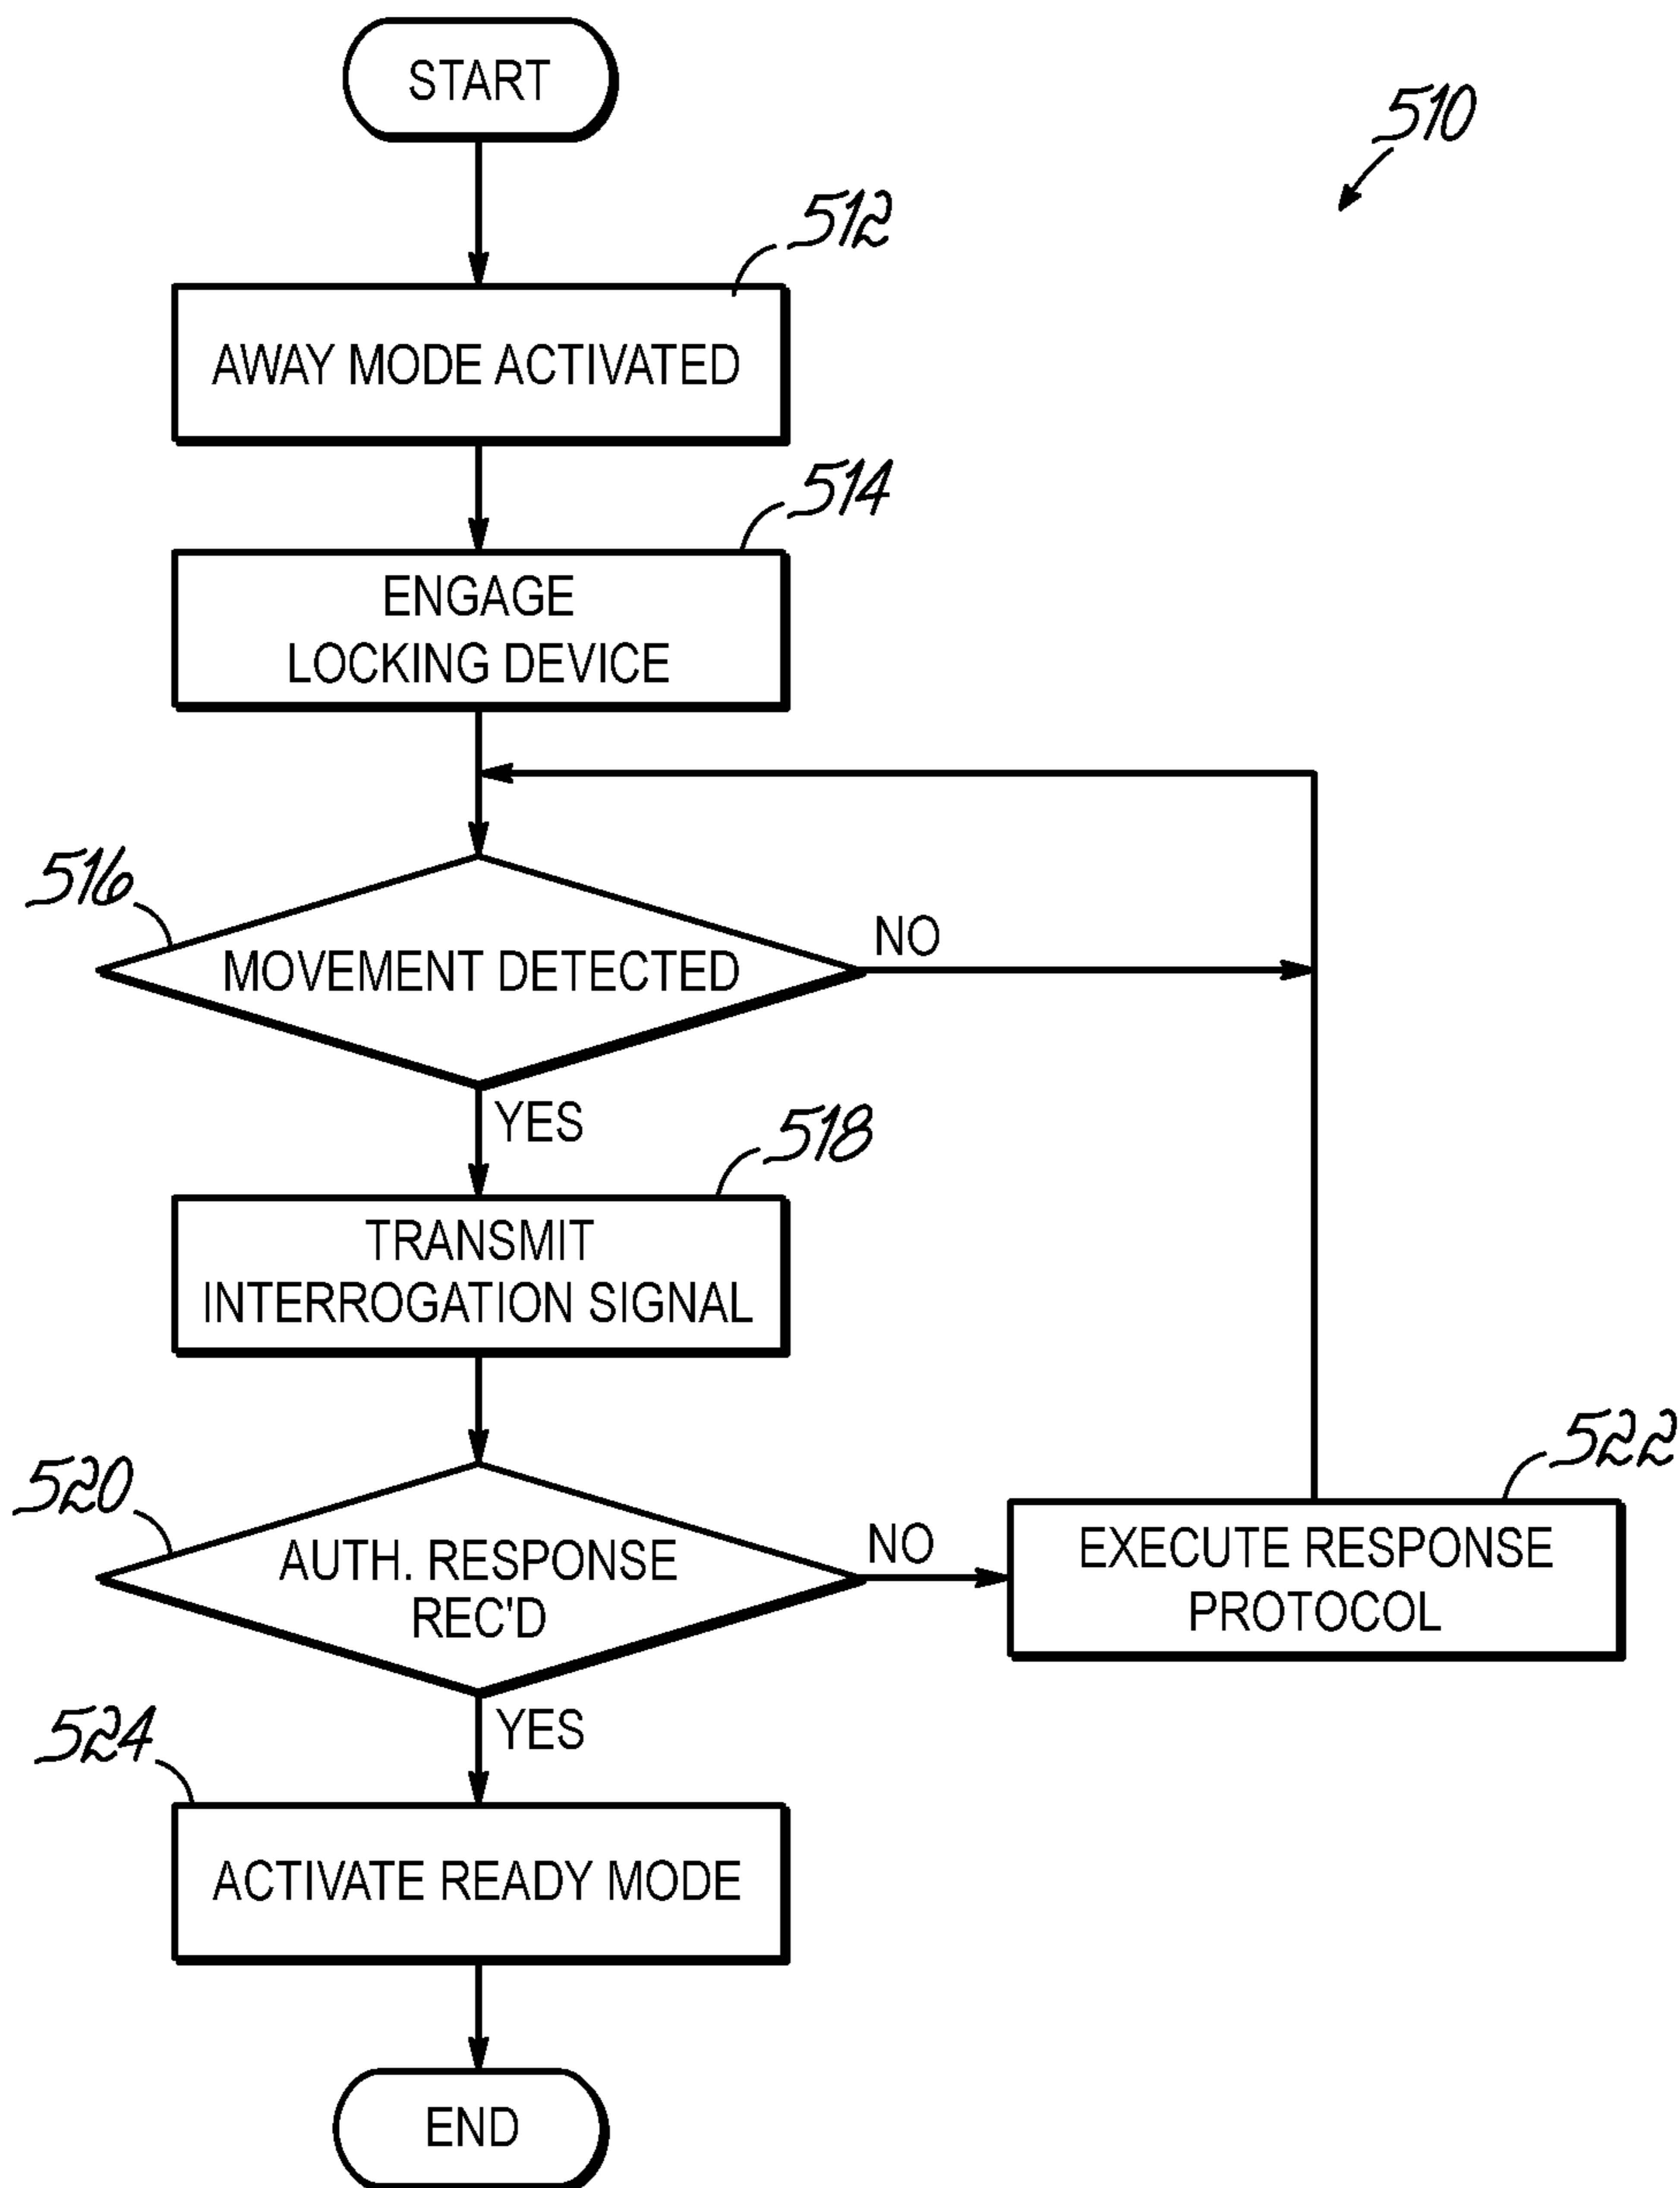 START
510
512
AWAY MODE ACTIVATED
514
ENGAGE
LOCKING DEVICE
516
MOVEMENT DETECTED
NO
YES
518
TRANSMIT
INTERROGATION SIGNAL
520
AUTH. RESPONSE
REC'D
NO
522
EXECUTE RESPONSE
PROTOCOL
YES
524
ACTIVATE READY MODE
END